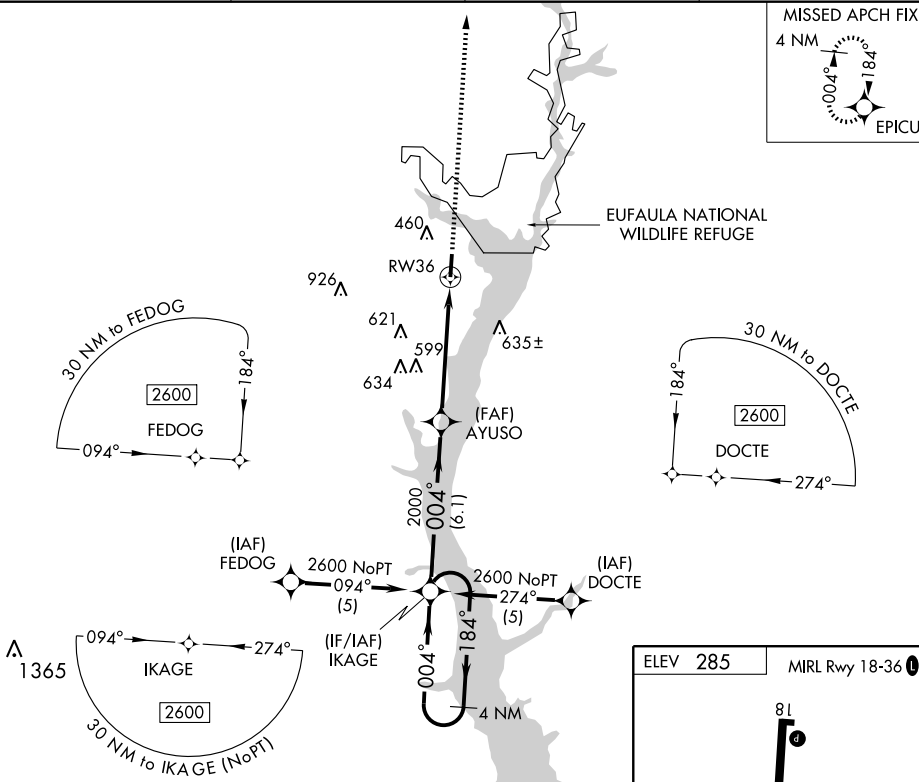 MISSED APCH FIX
4 NM
004°
184
EPICU
EUFAULA NATIONAL
WILDLIFE REFUGE
460
RW36
926
621
599
634
635±
30 NM to FEDOG
2600
184°
FEDOG
094°
30 NM to DOCTE
184°
2600
DOCTE
274°
(FAF)
AYUSO
2000
004°
(6.1)
(IAF)
FEDOG
2600 NoPT
094°
(5)
2600 NoPT
274°
(5)
(IAF)
DOCTE
(IF/IAF)
IKAGE
004°
184°
4 NM
1365
094°
274°
IKAGE
2600
30 NM to IKAGE (NoPT)
ELEV 285
MIRL Rwy 18-36 L
18
P